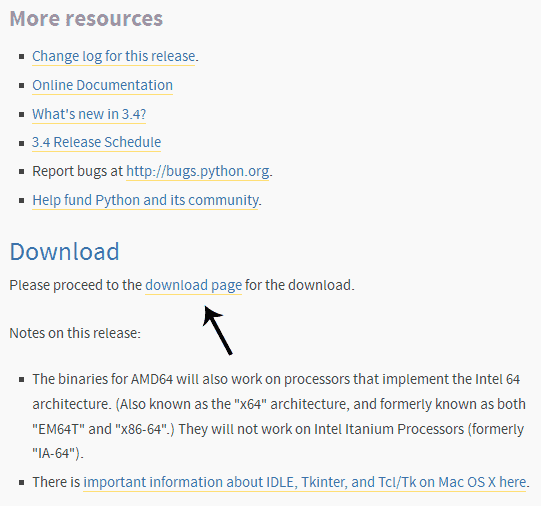 More resources
Change log for this release.
Online Documentation
What's new in 3.4?
3.4 Release Schedule
Report bugs at http://bugs.python.org.
Help fund Python and its community.
Download
Please proceed to the download page for the download.
Notes on this release:
The binaries for AMD64 will also work on processors that implement the Intel 64
architecture. (Also known as the "x64" architecture, and formerly known as both
"EM64T" and "x86-64".) They will not work on Intel Itanium Processors (formerly
"IA-64").
There is important information about IDLE, Tkinter, and Tcl/Tk on Mac OS X here.